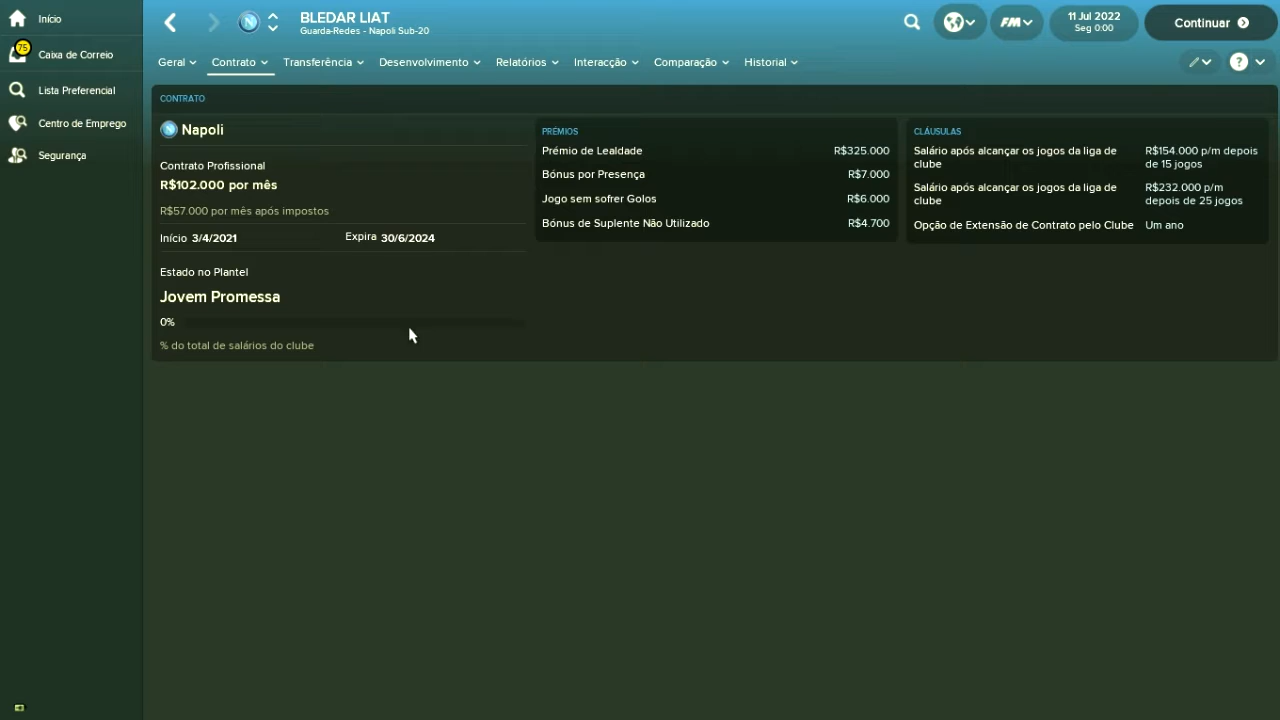 Início
75
Caixa de Correio
Lista Preferencial
Centro de Emprego
Segurança
BLEDAR LIAT
Guarda-Redes - Napoli Sub-20
FM
11 Jul 2022
Seg 0:00
Continuar
Geral
Contrato
Transferência
Desenvolvimento
Relatórios
Interacção
Comparação
Historial
?
CONTRATO
Napoli
Contrato Profissional
R$102.000 por mês
R$57.000 por mês após impostos
Início 3/4/2021
Expira 30/6/2024
Estado no Plantel
Jovem Promessa
0%
% do total de salários do clube
PRÉMIOS
Prémio de Lealdade R$325.000
Bónus por Presença R$7.000
Jogo sem sofrer Golos R$6.000
Bónus de Suplente Não Utilizado R$4.700
CLÁUSULAS
Salário após alcançar os jogos da liga de
clube
R$154.000 p/m depois
de 15 jogos
Salário após alcançar os jogos da liga de
clube
R$232.000 p/m
depois de 25 jogos
Opção de Extensão de Contrato pelo Clube Um ano